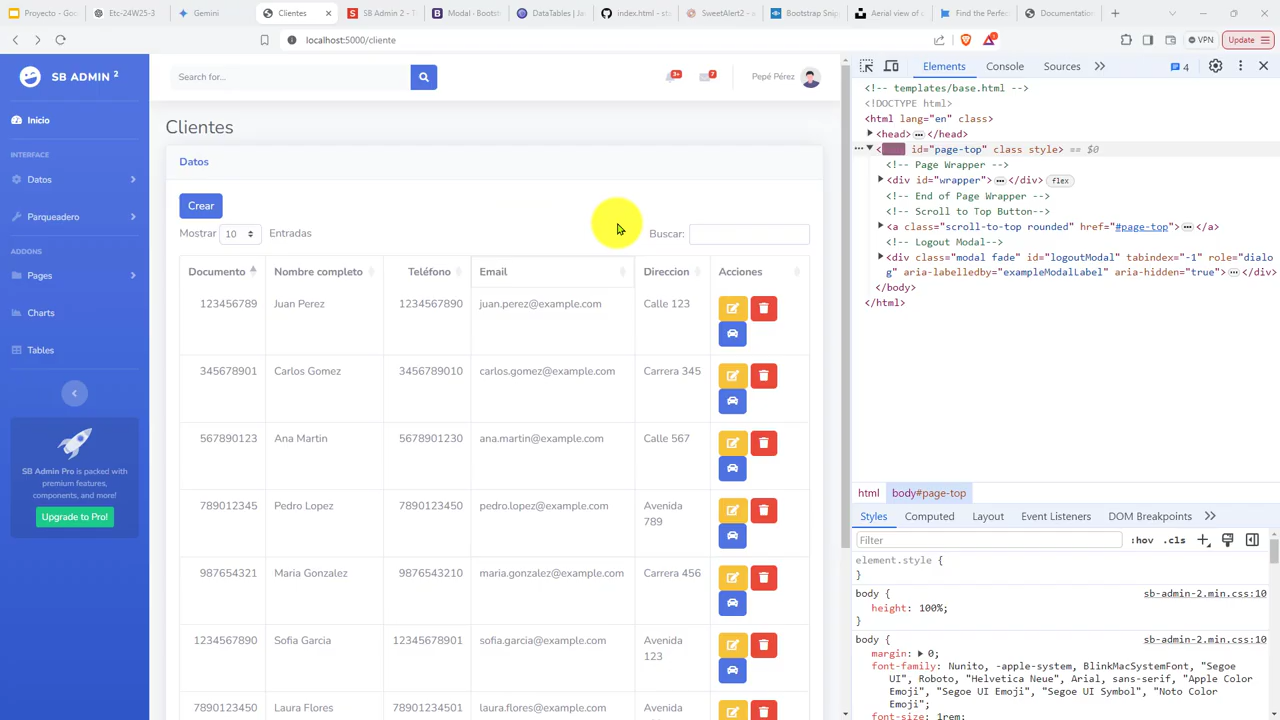 Proyecto - G
Etc-24W25-3
Gemini
Clientes
SB Admin 2 - T
Modal - Bootst
DataTables | Ja
index.html - st
SweetAlert2 - a
Bootstrap Snip
Aerial view of a
Find the Perfec
Documentation
localhost:5000/cliente
VPN
Update
SB ADMIN 2
Inicio
INTERFACE
Datos
Parqueadero
ADDONS
Pages
Charts
Tables
SB Admin Pro is packed with
premium features,
components, and more!
Upgrade to Pro!
Search for...
3+
7
Pepé Pérez
Clientes
Datos
Crear
Mostrar 10 Entradas
Buscar:
Documento Nombre completo Teléfono Email Direccion Acciones
123456789 Juan Perez 1234567890 juan.perez@example.com Calle 123
345678901 Carlos Gomez 3456789010 carlos.gomez@example.com Carrera 345
567890123 Ana Martin 5678901230 ana.martin@example.com Calle 567
789012345 Pedro Lopez 7890123450 pedro.lopez@example.com Avenida
789
987654321 Maria Gonzalez 9876543210 maria.gonzalez@example.com Carrera 456
1234567890 Sofia Garcia 12345678901 sofia.garcia@example.com Avenida
123
7890123450 Laura Flores 78901234501 laura.flores@example.com Carrera
Elements Console Sources 4
<!-- templates/base.html -->
<!DOCTYPE html>
<html lang="en" class>
<head> </head>
< id="page-top" class style> == $0
<!-- Page Wrapper -->
<div id="wrapper"> </div> flex
<!-- End of Page Wrapper -->
<!-- Scroll to Top Button-->
<a class="scroll-to-top rounded" href="#page-top"> </a>
<!-- Logout Modal-->
<div class="modal fade" id="logoutModal" tabindex="-1" role="dialo
g" aria-labelledby="exampleModalLabel" aria-hidden="true"> </div>
</body>
</html>
html body#page-top
Styles Computed Layout Event Listeners DOM Breakpoints
Filter :hov .cls
element.style {
}
body { sb-admin-2.min.css:10
height: 100%;
}
body { sb-admin-2.min.css:10
margin: 0;
font-family: Nunito, -apple-system, BlinkMacSystemFont, "Segoe
UI", Roboto, "Helvetica Neue", Arial, sans-serif, "Apple Color
Emoji", "Segoe UI Emoji", "Segoe UI Symbol", "Noto Color
Emoji";
font-size: 1rem;